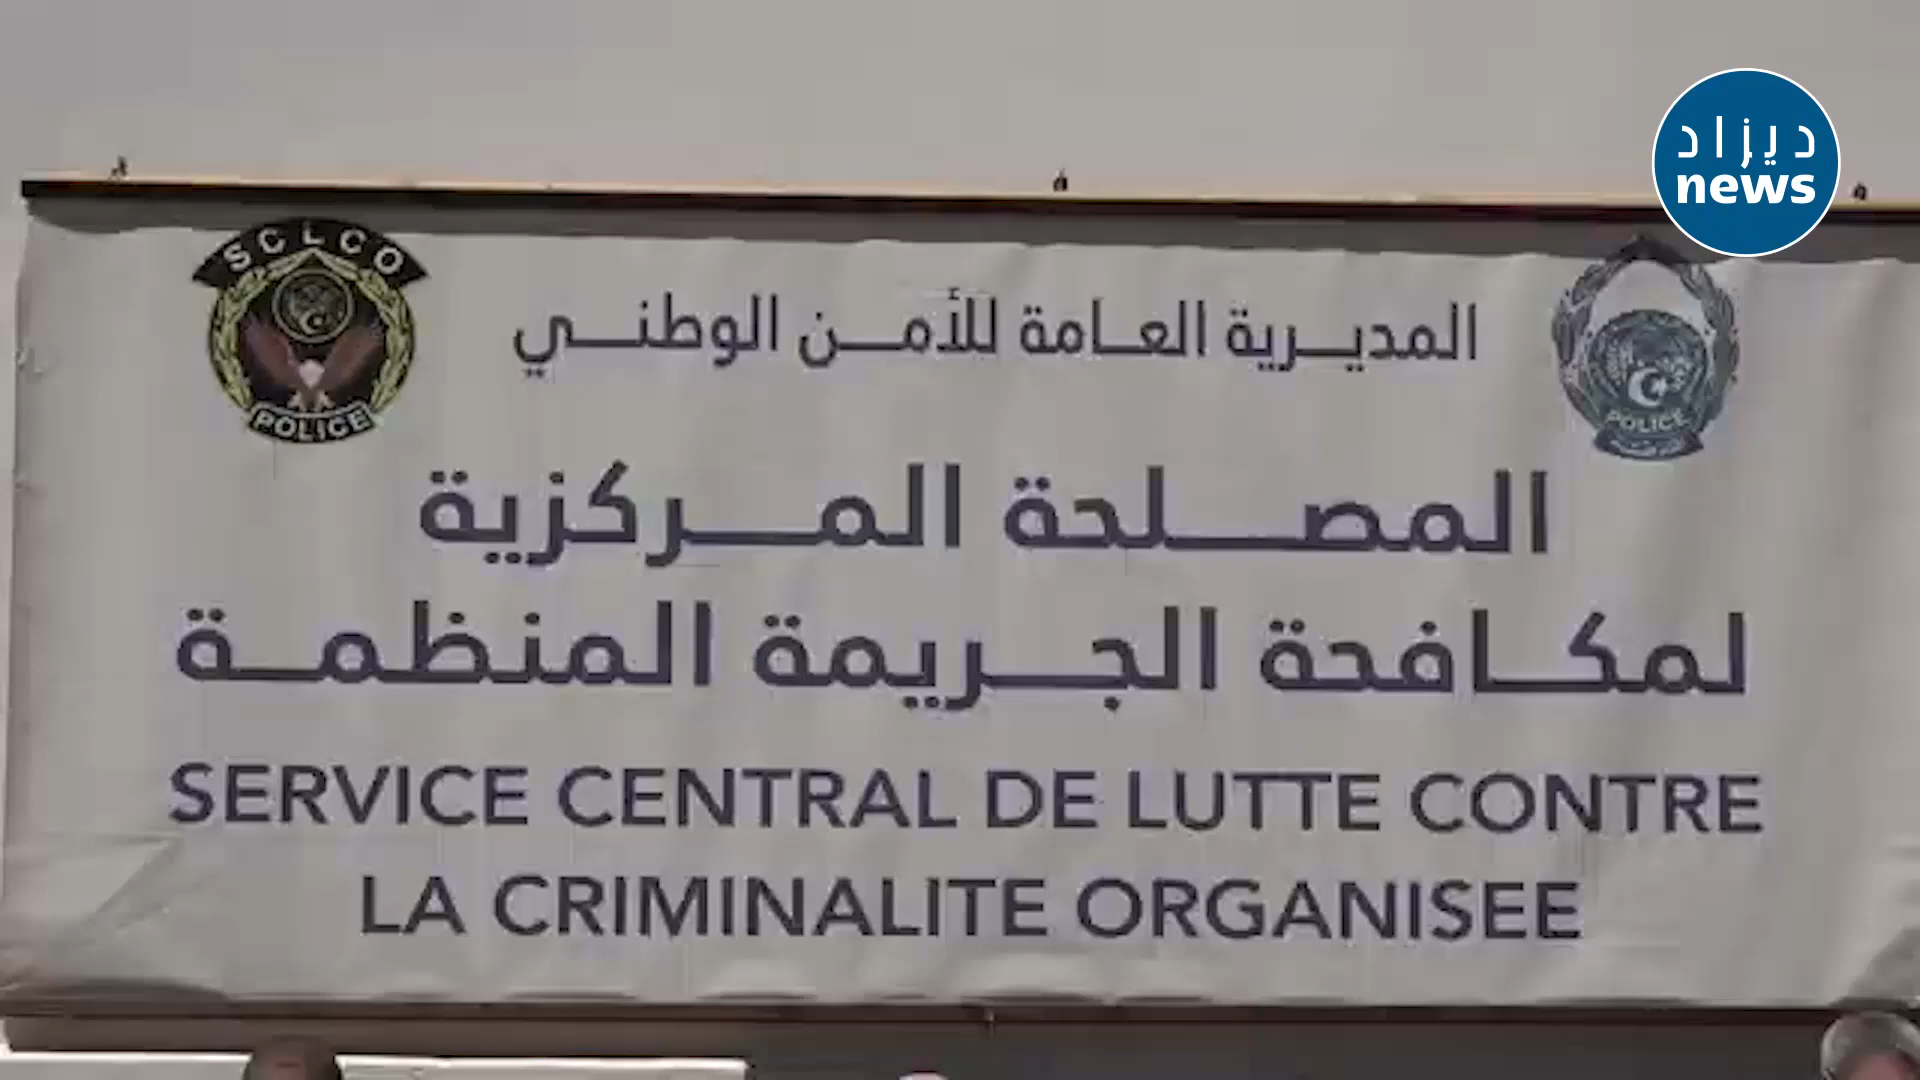 ديزاد
news
SCLCO
POLICE
POLICE
المديرية العامة للأمن الوطني
المصلحة المركزية
لمكافحة الجريمة المنظمة
SERVICE CENTRAL DE LUTTE CONTRE
LA CRIMINALITE ORGANISEE